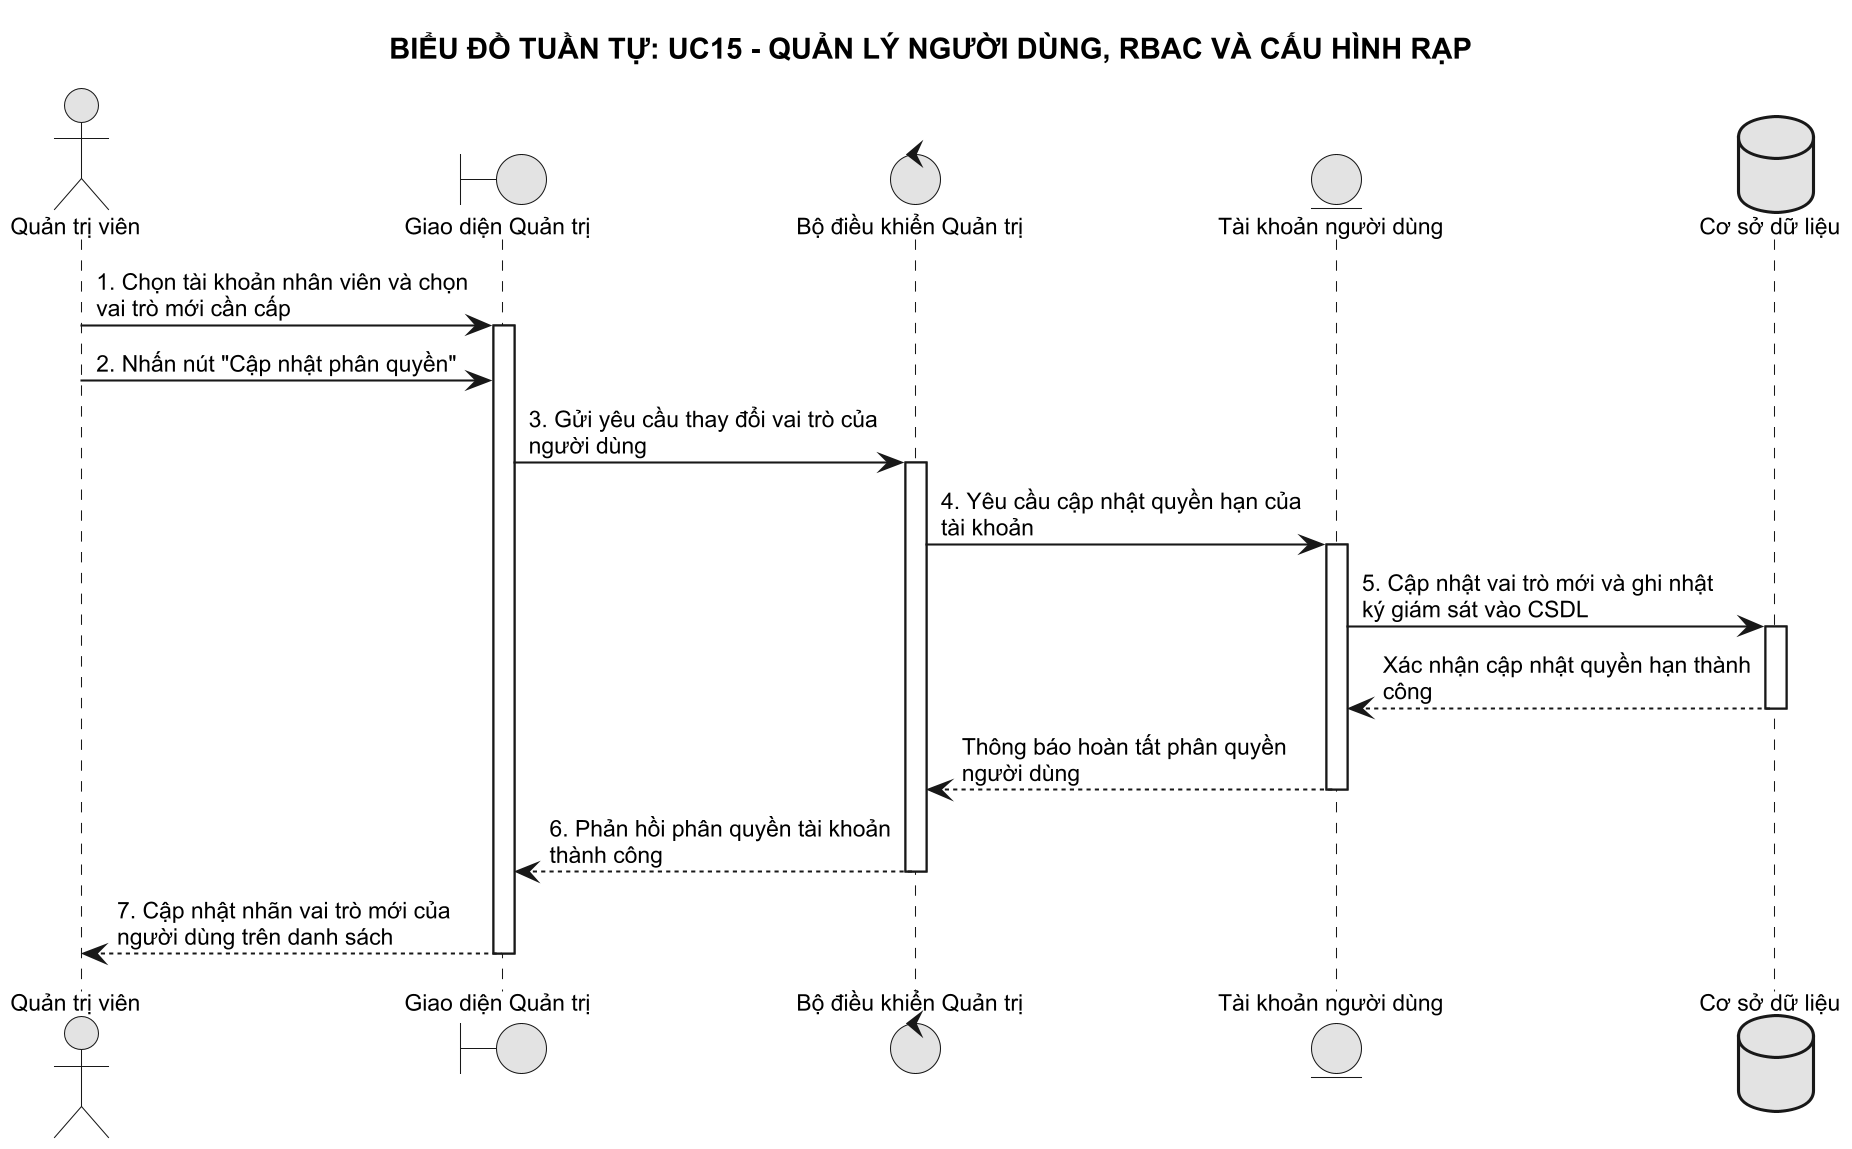 BIỂU ĐỒ TUẦN TỰ: UC15 - QUẢN LÝ NGƯỜI DÙNG, RBAC VÀ CẤU HÌNH RẠP
Quản trị viên
Giao diện Quản trị
Bộ điều khiển Quản trị
Tài khoản người dùng
Cơ sở dữ liệu
1. Chọn tài khoản nhân viên và chọn
vai trò mới cần cấp
2. Nhấn nút "Cập nhật phân quyền"
3. Gửi yêu cầu thay đổi vai trò của
người dùng
4. Yêu cầu cập nhật quyền hạn của
tài khoản
5. Cập nhật vai trò mới và ghi nhật
ký giám sát vào CSDL
Xác nhận cập nhật quyền hạn thành
công
Thông báo hoàn tất phân quyền
người dùng
6. Phản hồi phân quyền tài khoản
thành công
7. Cập nhật nhãn vai trò mới của
người dùng trên danh sách
Quản trị viên
Giao diện Quản trị
Bộ điều khiển Quản trị
Tài khoản người dùng
Cơ sở dữ liệu